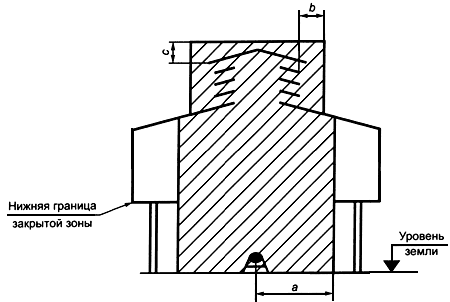 b
c
Нижняя граница
закрытой зоны
Уровень
земли
a